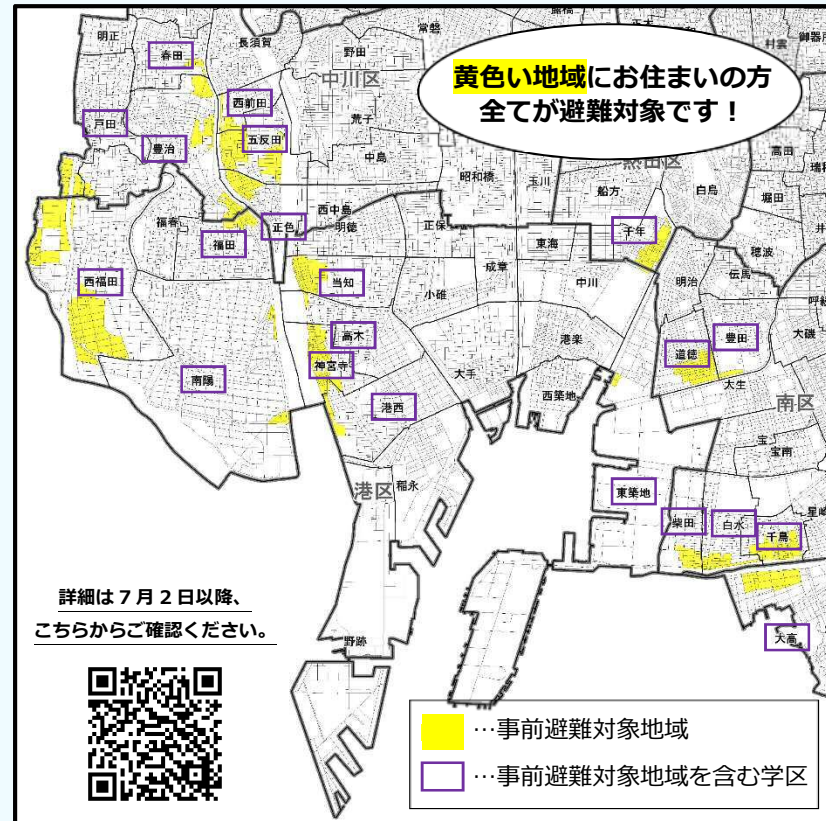 黄色い地域にお住まいの方
全てが避難対象です！
明正
長須賀
常磐
春田
野田
中川区
村雲
西前田
荒子
戸田
五反田
豊治
中島
昭和橋
玉川
船方
白鳥
高田
堀田
西中島
福春
正色
明徳
正保
千年
東海
福田
穂波
伝馬
成章
西福田
当知
中川
明治
小碓
高木
港楽
豊田
大磯
道徳
神宮寺
大手
南陽
大生
西築地
港西
南区
宝
宝南
港区
稲永
東築地
柴田
白水
千鳥
詳細は７月２日以降、
こちらからご確認ください。
野跡
大高
…事前避難対象地域
…事前避難対象地域を含む学区